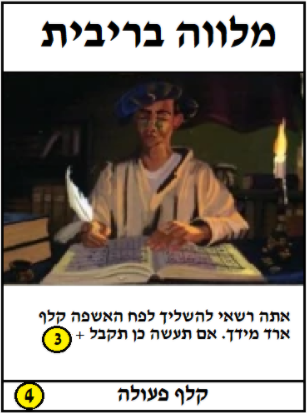 מלווה בריבית
אתה רשאי להשליך לפח האשפה קלף
ארד מידך. אם תעשה כן תקבל + 3
4 קלף פעולה